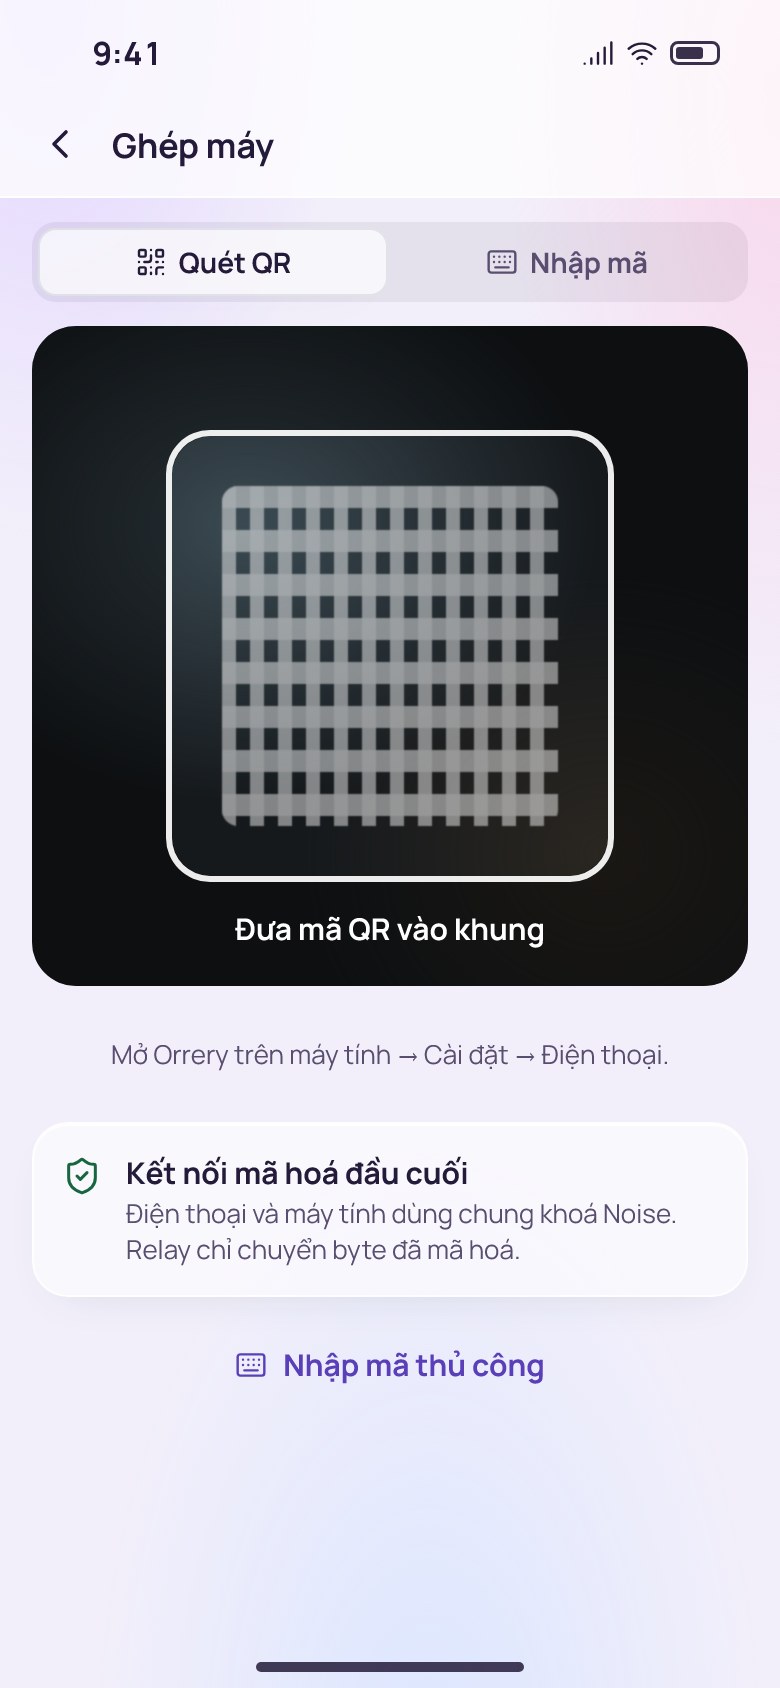 9:41
Ghép máy
Quét QR
Nhập mã
Đưa mã QR vào khung
Mở Orrery trên máy tính → Cài đặt → Điện thoại.
Kết nối mã hoá đầu cuối
Điện thoại và máy tính dùng chung khoá Noise.
Relay chỉ chuyển byte đã mã hoá.
Nhập mã thủ công